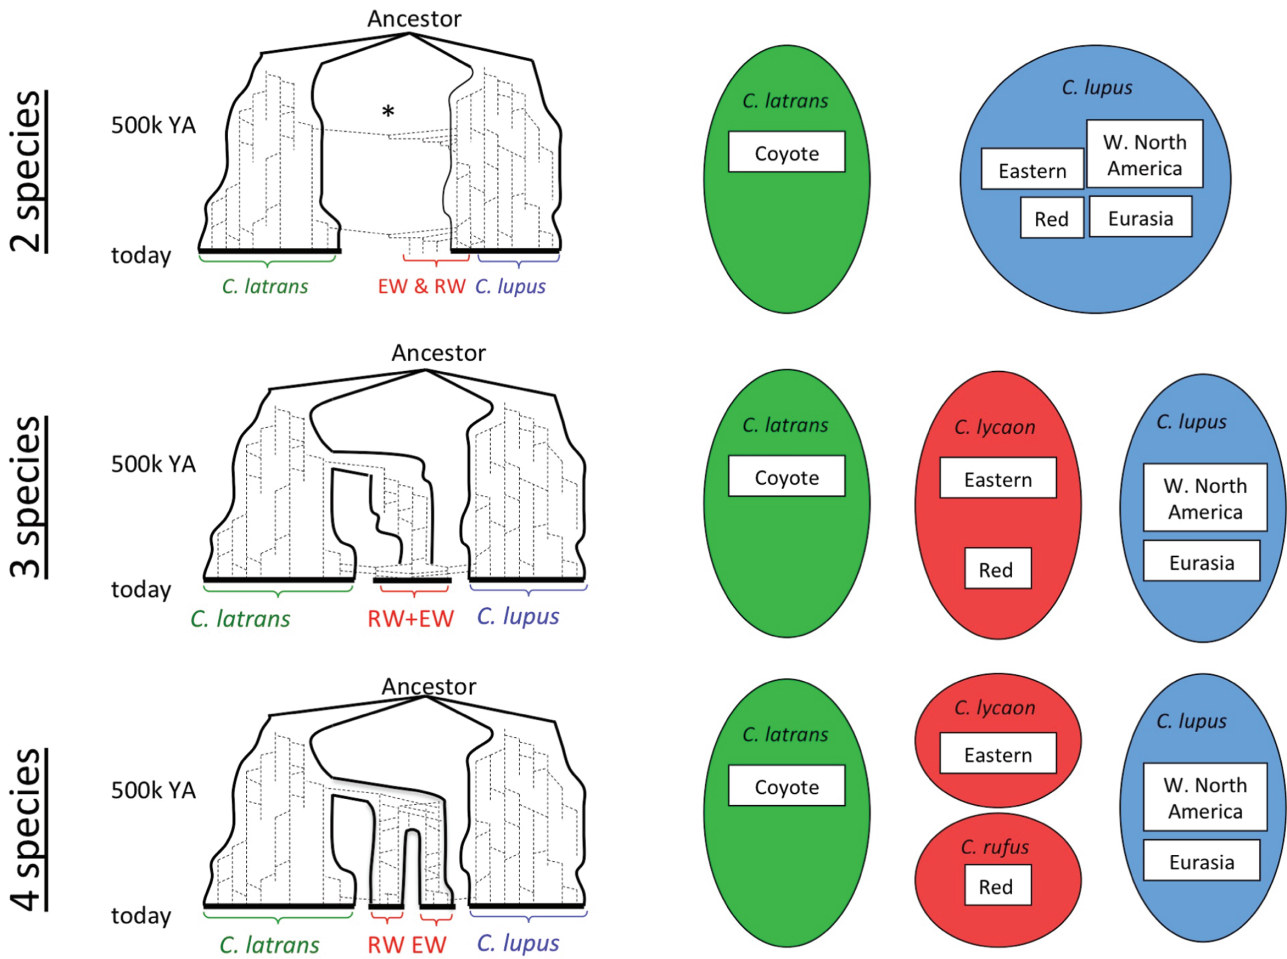 2 species
Ancestor
500k YA
*
today
C. latrans
EW & RW
C. lupus
C. latrans
Coyote
C. lupus
Eastern
W. North
America
Red
Eurasia
3 species
Ancestor
500k YA
today
C. latrans
RW+EW
C. lupus
C. latrans
Coyote
C. lycaon
Eastern
Red
C. lupus
W. North
America
Eurasia
4 species
Ancestor
500k YA
today
C. latrans
RW EW
C. lupus
C. latrans
Coyote
C. lycaon
Eastern
C. rufus
Red
C. lupus
W. North
America
Eurasia